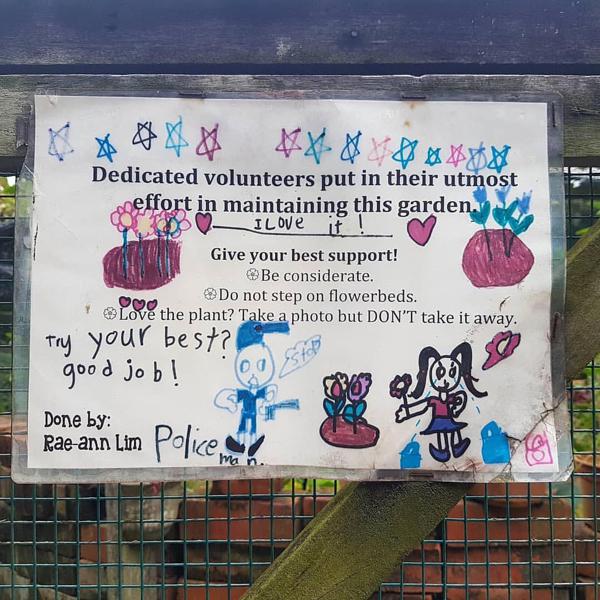 Dedicated volunteers put in their utmost
effort in maintaining this garden.
I Love it !
Give your best support!
Be considerate.
Do not step on flowerbeds.
Love the plant? Take a photo but DON'T take it away.
Try your best?
good job!
Stop
Done by:
Rae-ann Lim
Police
man.